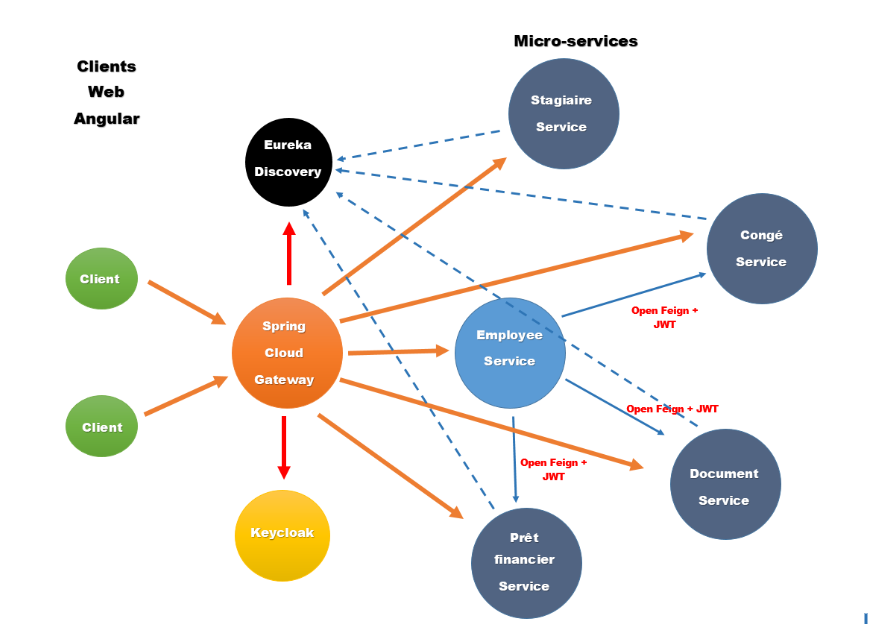 Micro-services
Clients
Web
Angular
Stagiaire
Service
Eureka
Discovery
Congé
Service
Client
Open Feign +
JWT
Spring
Cloud
Gateway
Employee
Service
Client
Open Feign + JWT
Open Feign +
JWT
Document
Service
Keycloak
Prêt
financier
Service